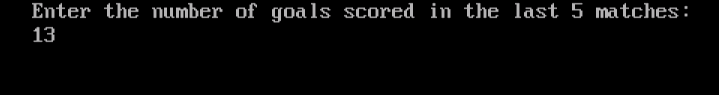 Enter the number of goals scored in the last 5 matches:
13